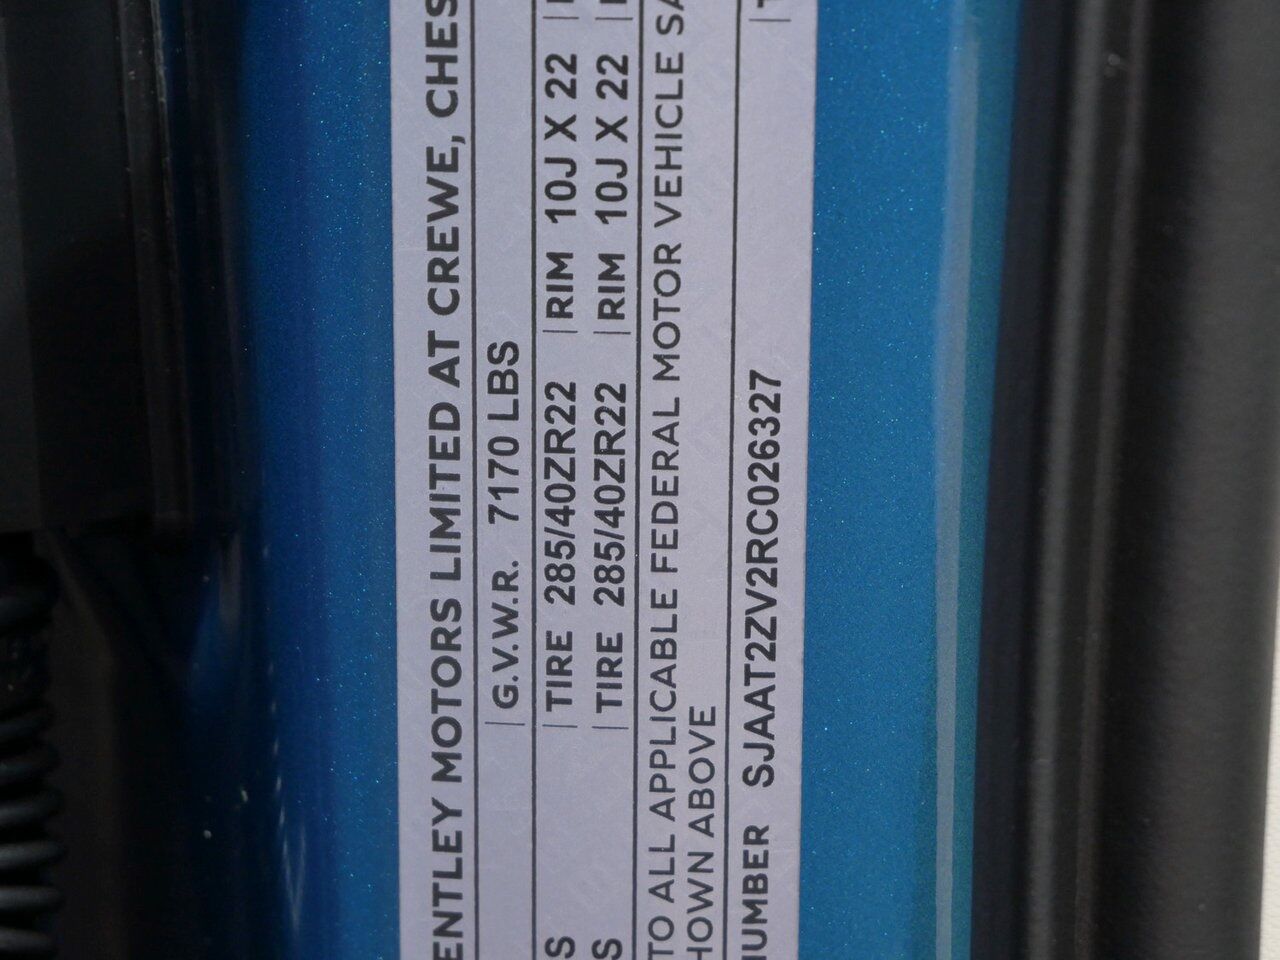 ENTLEY MOTORS LIMITED AT CREWE, CHES
G.V.W.R. 7170 LBS
S TIRE 285/40ZR22 RIM 10J X 22
S TIRE 285/40ZR22 RIM 10J X 22
TO ALL APPLICABLE FEDERAL MOTOR VEHICLE SA
HOWN ABOVE
UMBER SJAAT2ZV2RC026327